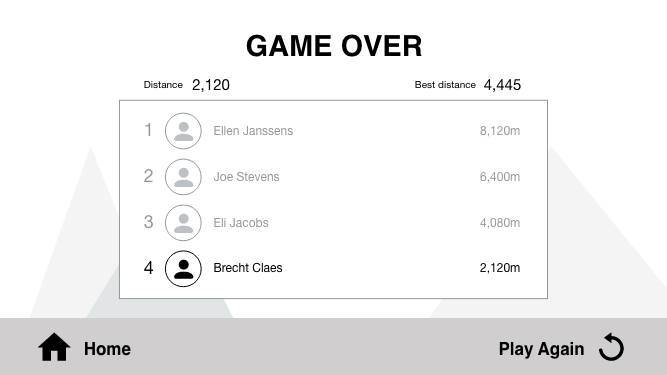 GAME OVER
Distance 2,120 Best distance 4,445
1 Ellen Janssens 8,120m
2 Joe Stevens 6,400m
3 Eli Jacobs 4,080m
4 Brecht Claes 2,120m
Home Play Again